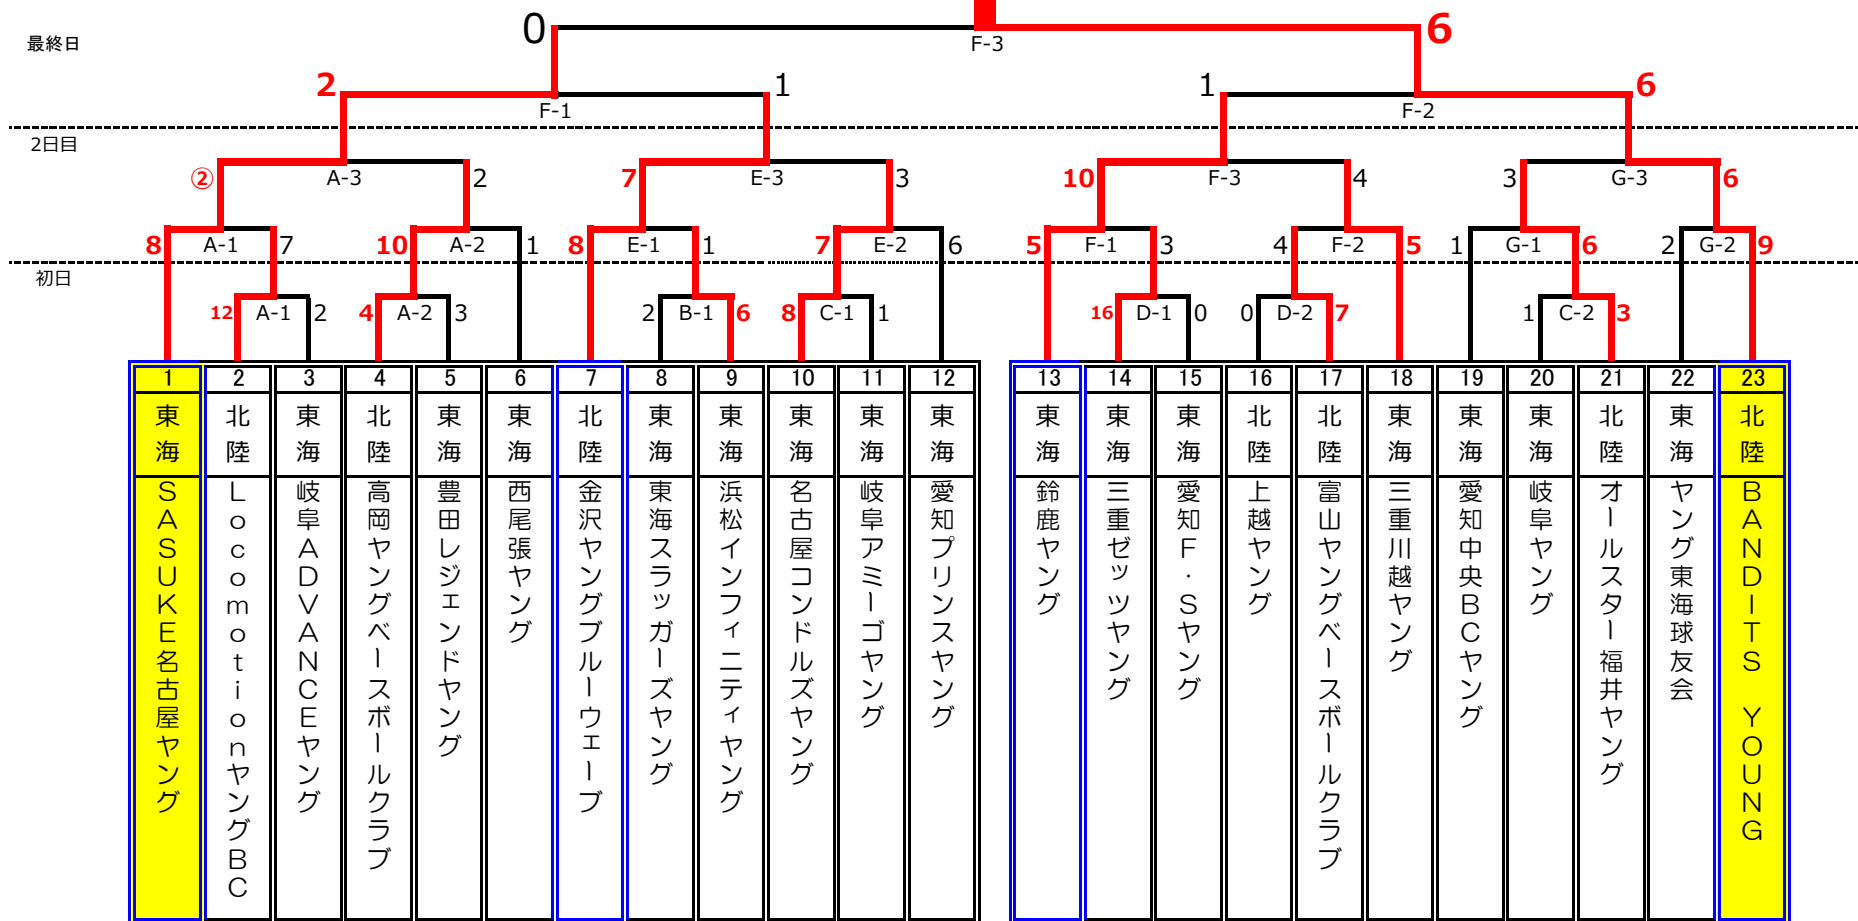 0 6
最終日 F-3
2 1 1 6
F-1 F-2
2日目
② A-3 2 7 E-3 3 10 F-3 4 3 G-3 6
8 A-1 7 10 A-2 1 8 E-1 1 7 E-2 6 5 F-1 3 4 F-2 5 1 G-1 6 2 G-2 9
初日
12 A-1 2 4 A-2 3 2 B-1 6 8 C-1 1 16 D-1 0 0 D-2 7 1 C-2 3
1 2 3 4 5 6 7 8 9 10 11 12 13 14 15 16 17 18 19 20 21 22 23
東海 北陸 東海 北陸 東海 東海 北陸 東海 東海 東海 東海 東海 東海 東海 東海 北陸 北陸 東海 東海 東海 北陸 東海 北陸
SASUKE名古屋ヤング
LocomotionヤングBC
岐阜ADVANCEヤング
高岡ヤングベースボールクラブ
豊田レジェンドヤング
西尾張ヤング
金沢ヤングブルーウェーブ
東海スラッガーズヤング
浜松インフィニティヤング
名古屋コンドルズヤング
岐阜アミーゴヤング
愛知プリンスヤング
鈴鹿ヤング
三重ゼッツヤング
愛知F・Sヤング
上越ヤング
富山ヤングベースボールクラブ
三重川越ヤング
愛知中央BCヤング
岐阜ヤング
オールスター福井ヤング
ヤング東海球友会
BANDITS YOUNG